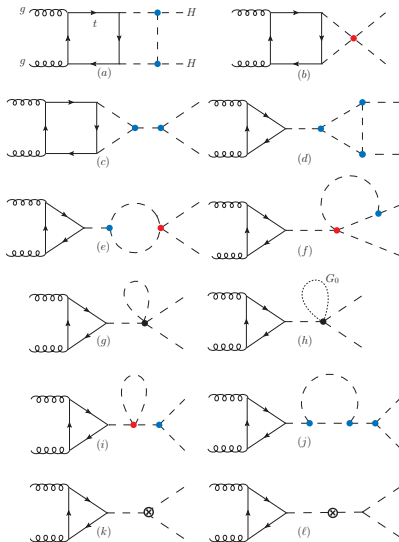 g t H
g (a) H
(b)
(c)
(d)
(e)
(f)
(g)
(h) G₀
(i)
(j)
(k)
(ℓ)